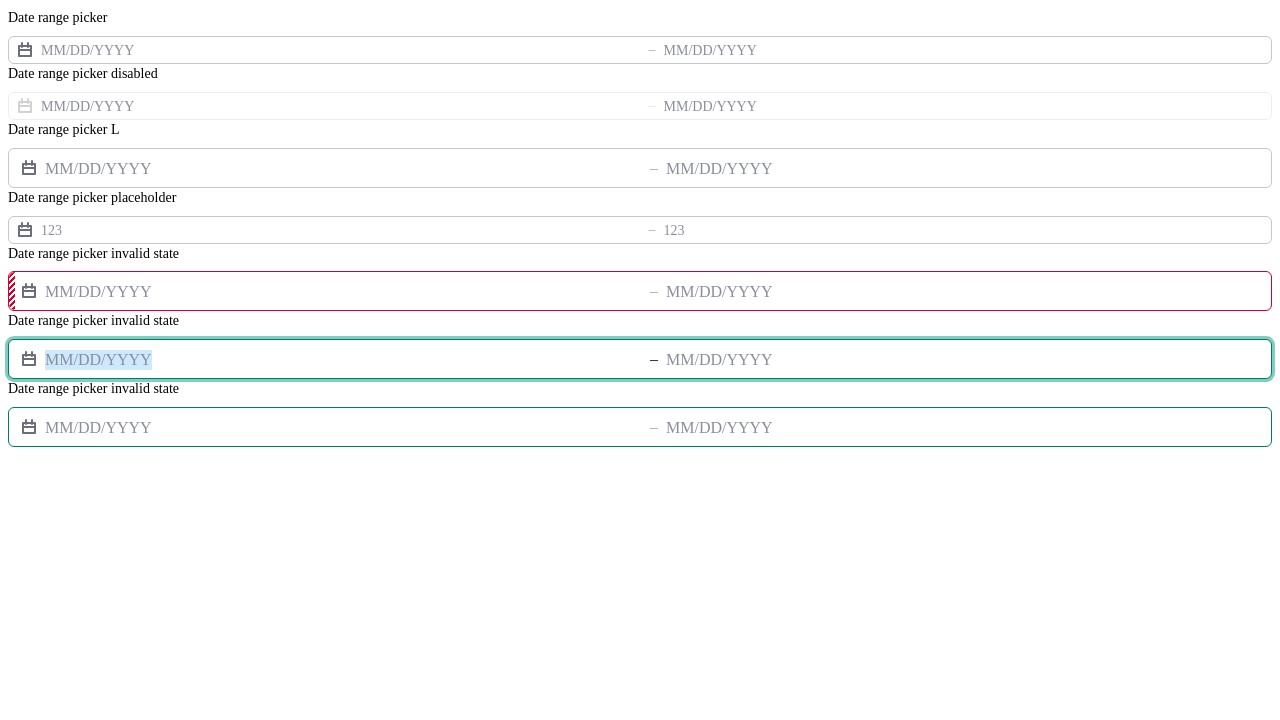 Date range picker
MM/DD/YYYY – MM/DD/YYYY
Date range picker disabled
MM/DD/YYYY – MM/DD/YYYY
Date range picker L
MM/DD/YYYY – MM/DD/YYYY
Date range picker placeholder
123 – 123
Date range picker invalid state
MM/DD/YYYY – MM/DD/YYYY
Date range picker invalid state
MM/DD/YYYY – MM/DD/YYYY
Date range picker invalid state
MM/DD/YYYY – MM/DD/YYYY